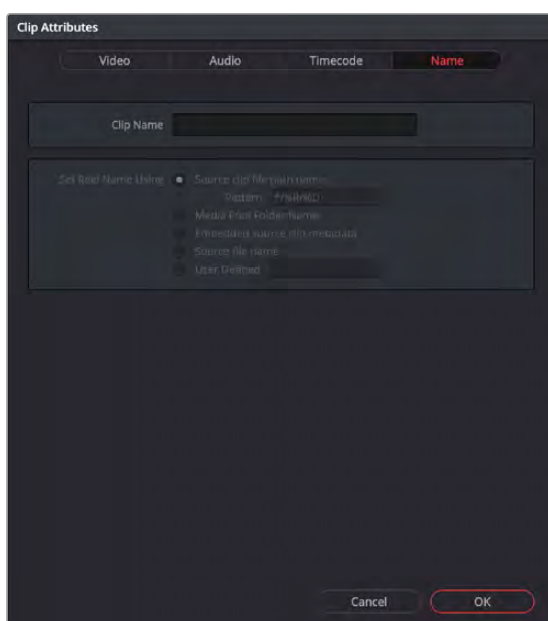 Clip Attributes
Video Audio Timecode Name
Clip Name
Set Reel Name Using Source clip file path name
Pattern
Media Pool Folder Name
Embedded source clip metadata
Source file name
User Defined
Cancel OK